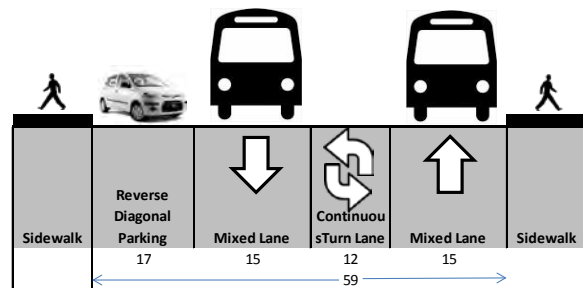 Reverse
Diagonal
Continuou
Sidewalk Parking Mixed Lane sTurn Lane Mixed Lane Sidewalk
17 15 12 15
59